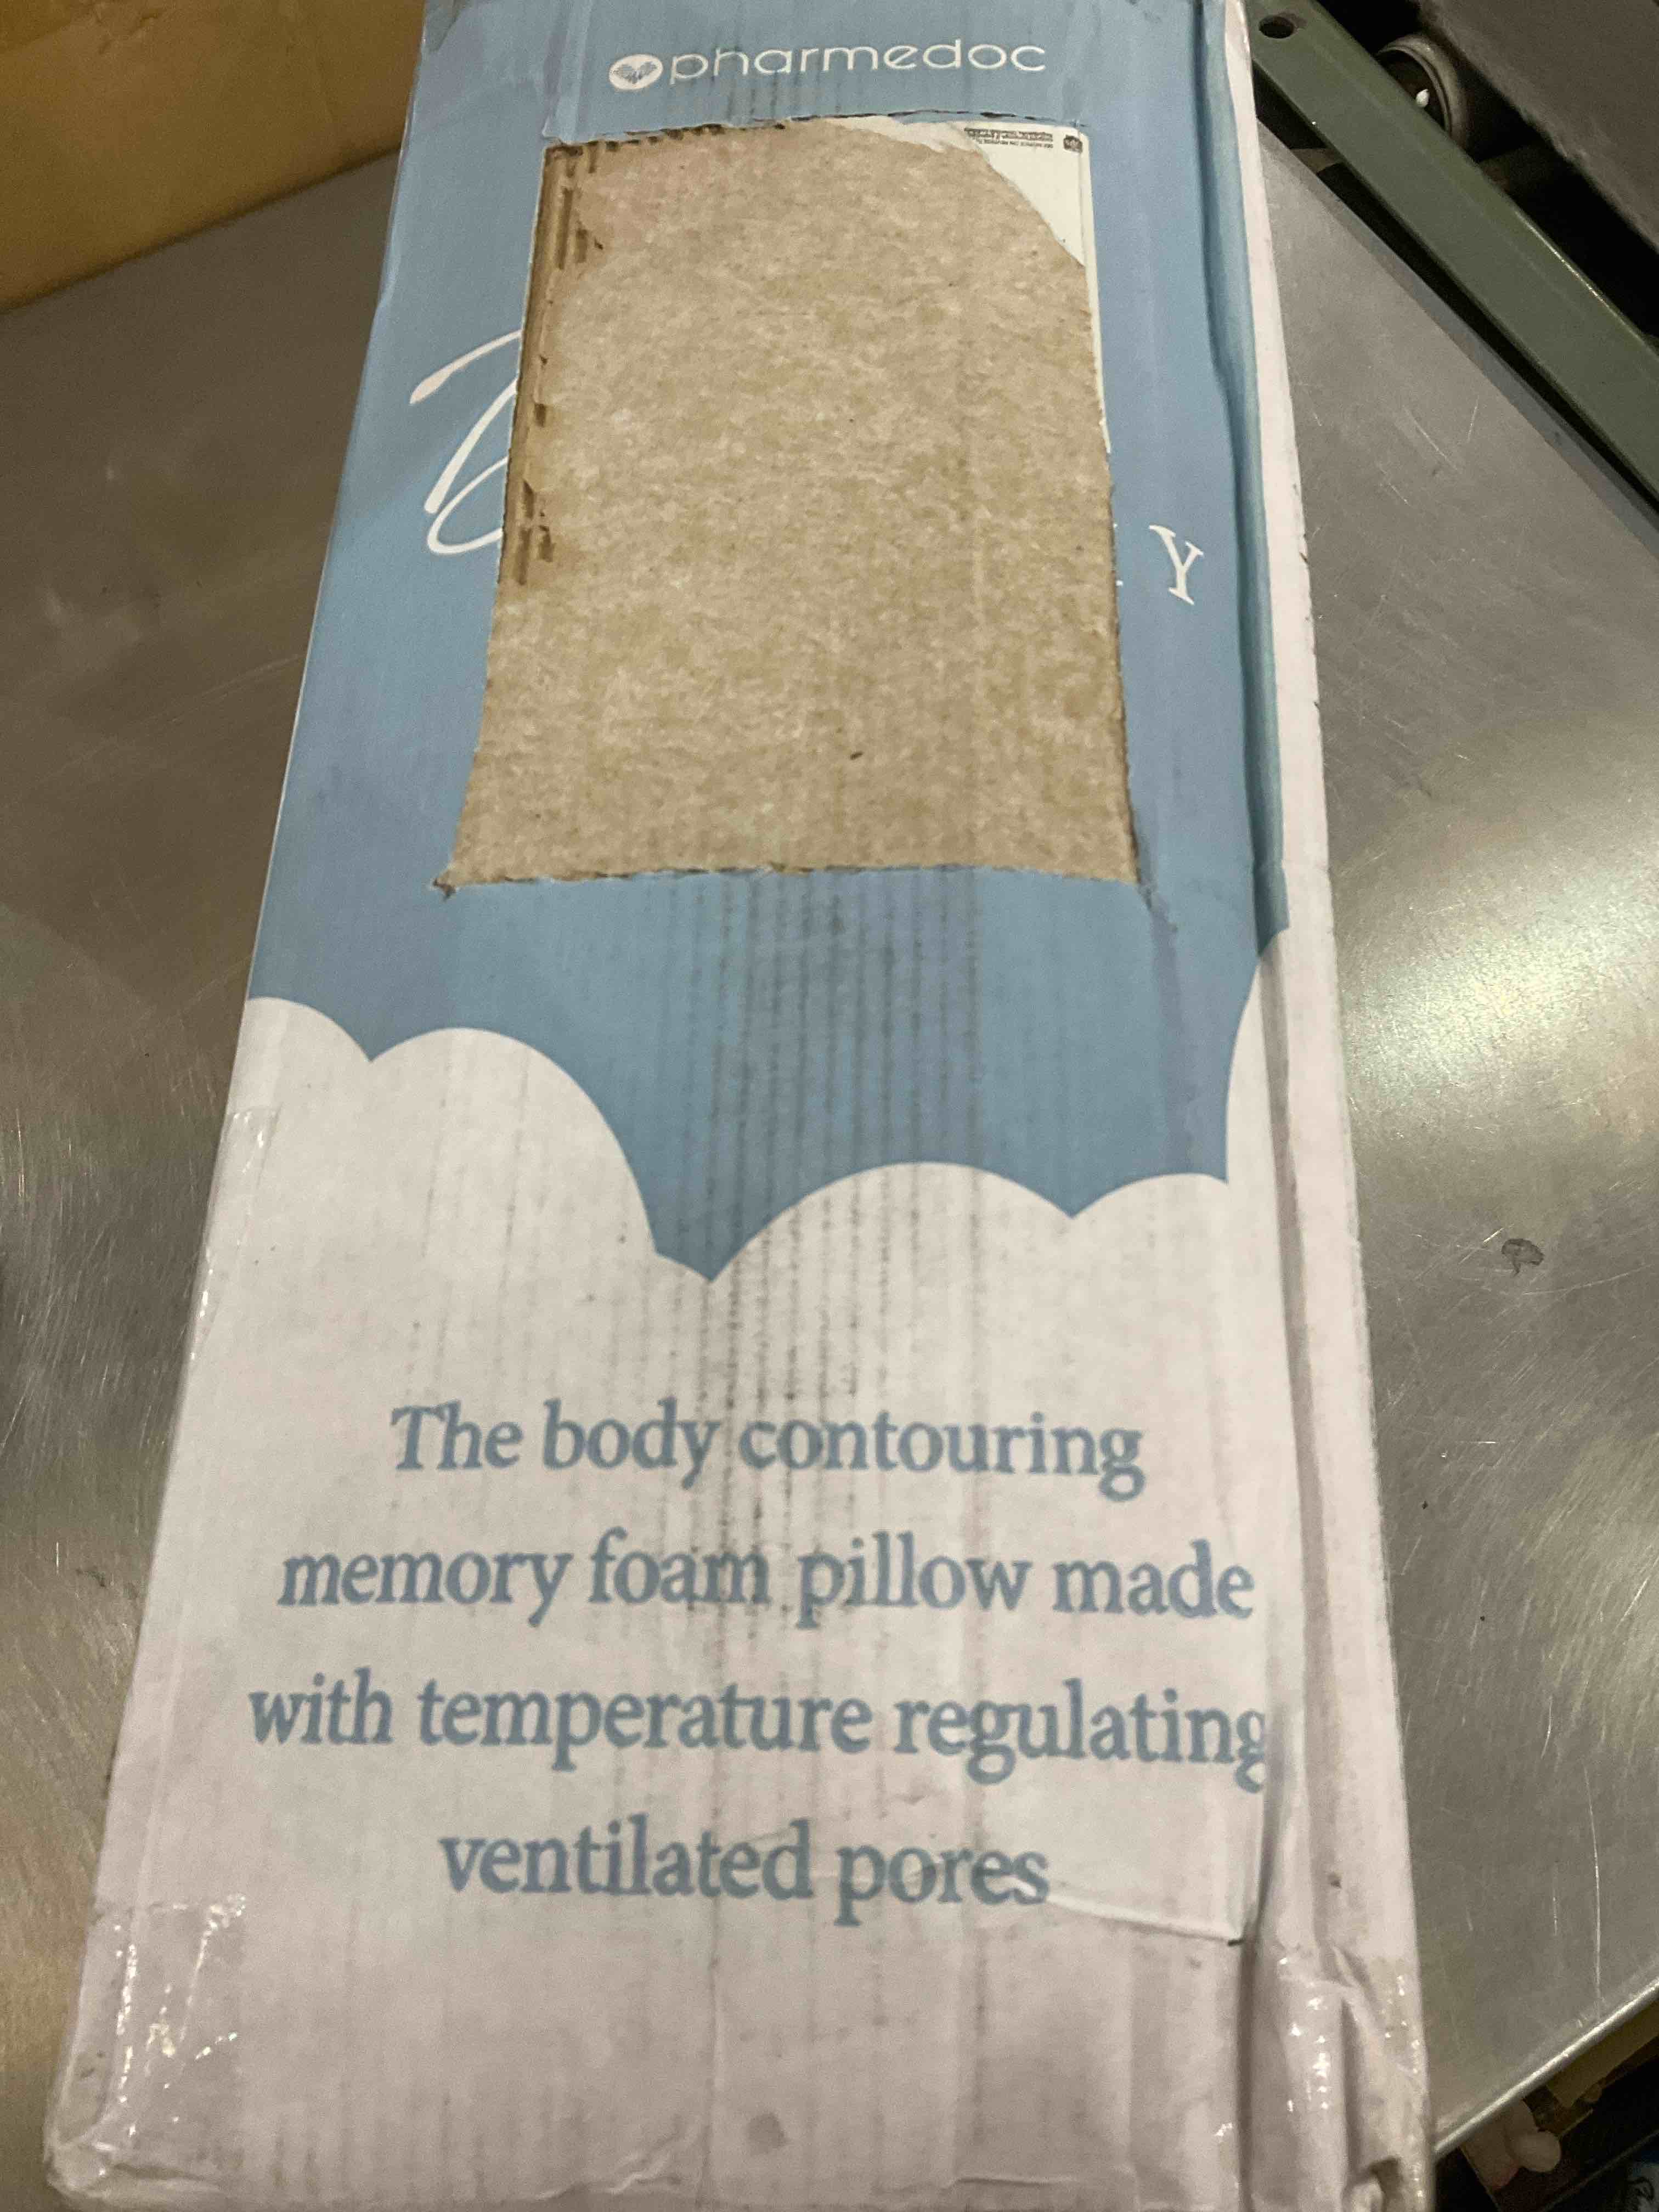 pharmedoc
Y
The body contouring
memory foam pillow made
with temperature regulating
ventilated pores